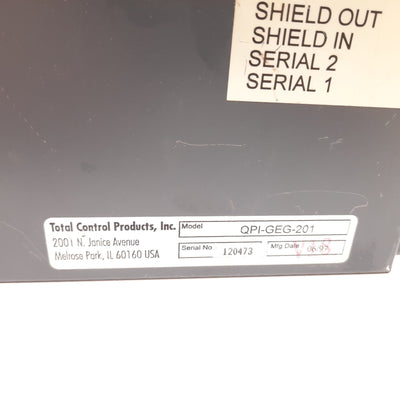 SHIELD OUT
SHIELD IN
SERIAL 2
SERIAL 1
Total Control Products, Inc.
2001 N. Janice Avenue
Melrose Park, IL 60160 USA
Model QPI-GEG-201
Serial No 120473 Mfg Date